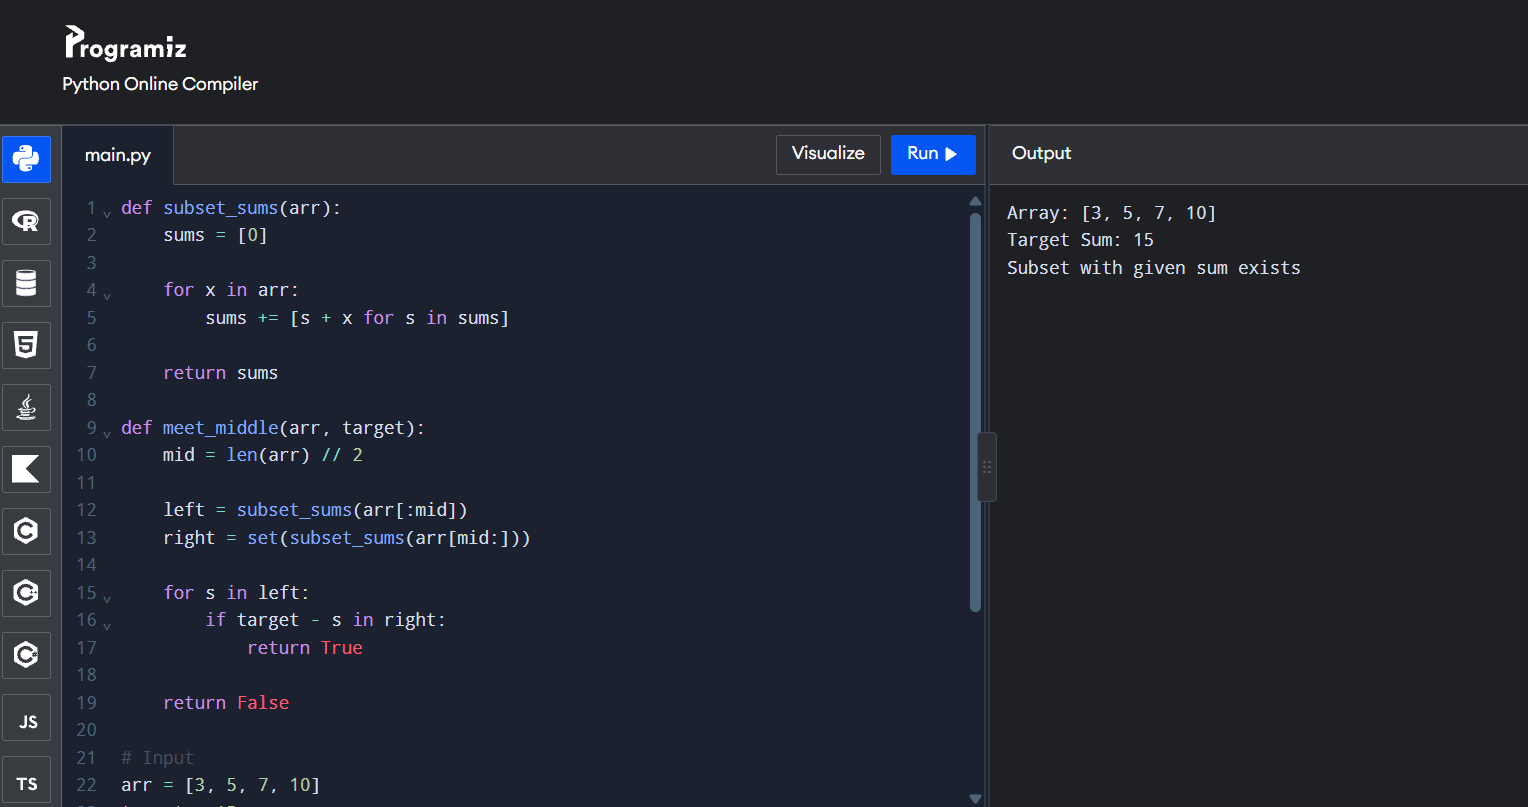 Programiz
Python Online Compiler
main.py
Visualize
Run
Output
1 def subset_sums(arr):
2     sums = [0]
3
4     for x in arr:
5         sums += [s + x for s in sums]
6
7     return sums
8
9 def meet_middle(arr, target):
10     mid = len(arr) // 2
11
12     left = subset_sums(arr[:mid])
13     right = set(subset_sums(arr[mid:]))
14
15     for s in left:
16         if target - s in right:
17             return True
18
19     return False
20
21 # Input
22 arr = [3, 5, 7, 10]
Array: [3, 5, 7, 10]
Target Sum: 15
Subset with given sum exists
R
5
C
C++
C#
JS
TS